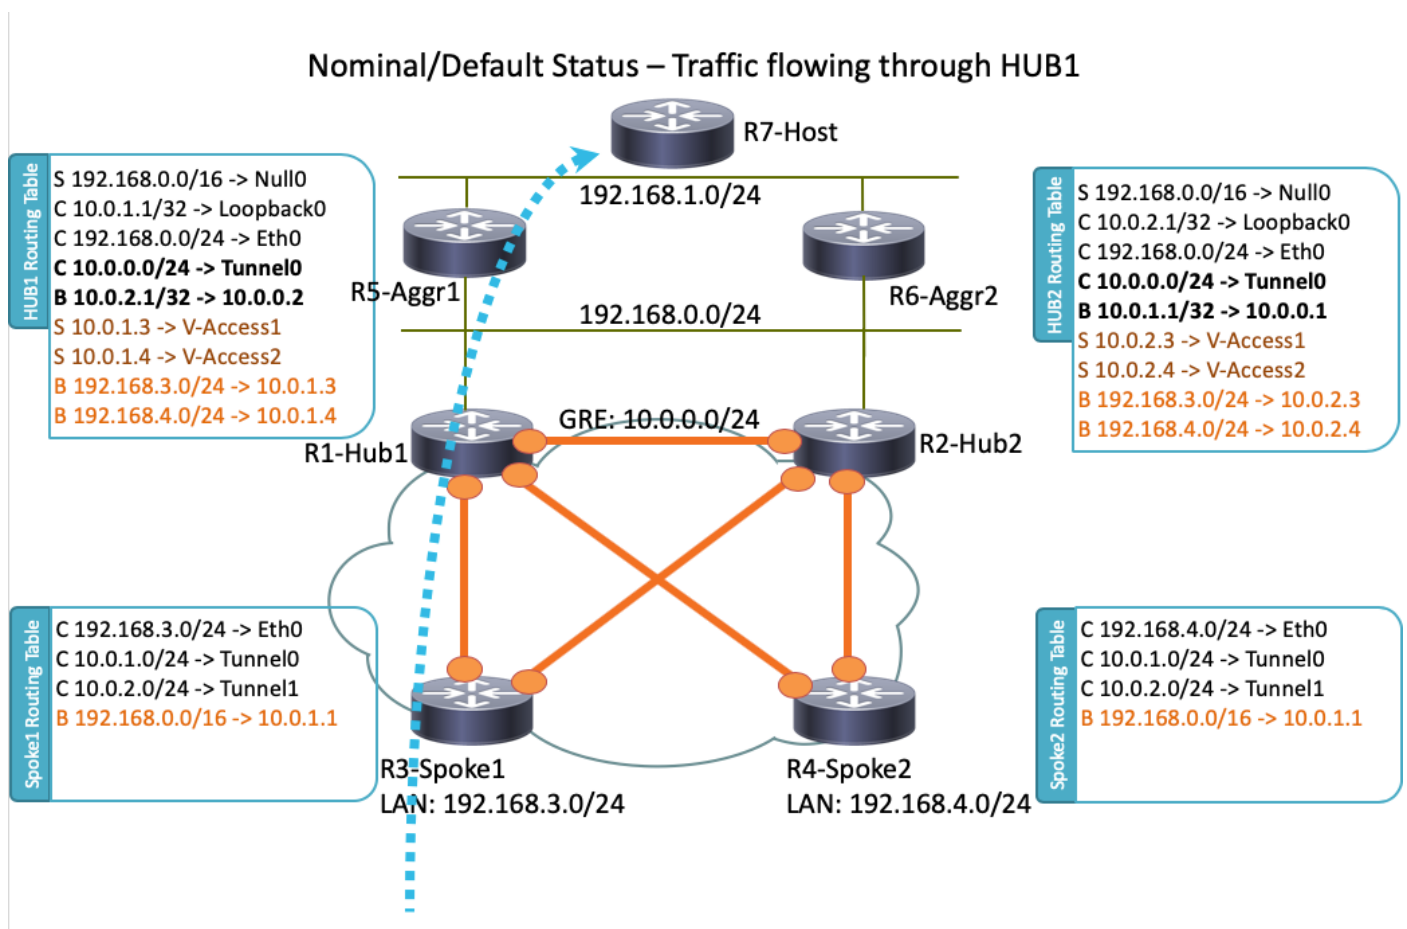 Nominal/Default Status – Traffic flowing through HUB1
R7-Host
HUB1 Routing Table
S 192.168.0.0/16 -> Null0
C 10.0.1.1/32 -> Loopback0
C 192.168.0.0/24 -> Eth0
C 10.0.0.0/24 -> Tunnel0
B 10.0.2.1/32 -> 10.0.0.2
S 10.0.1.3 -> V-Access1
S 10.0.1.4 -> V-Access2
B 192.168.3.0/24 -> 10.0.1.3
B 192.168.4.0/24 -> 10.0.1.4
192.168.1.0/24
R5-Aggr1
R6-Aggr2
192.168.0.0/24
HUB2 Routing Table
S 192.168.0.0/16 -> Null0
C 10.0.2.1/32 -> Loopback0
C 192.168.0.0/24 -> Eth0
C 10.0.0.0/24 -> Tunnel0
B 10.0.1.1/32 -> 10.0.0.1
S 10.0.2.3 -> V-Access1
S 10.0.2.4 -> V-Access2
B 192.168.3.0/24 -> 10.0.2.3
B 192.168.4.0/24 -> 10.0.2.4
GRE: 10.0.0.0/24
R1-Hub1
R2-Hub2
Spoke1 Routing Table
C 192.168.3.0/24 -> Eth0
C 10.0.1.0/24 -> Tunnel0
C 10.0.2.0/24 -> Tunnel1
B 192.168.0.0/16 -> 10.0.1.1
Spoke2 Routing Table
C 192.168.4.0/24 -> Eth0
C 10.0.1.0/24 -> Tunnel0
C 10.0.2.0/24 -> Tunnel1
B 192.168.0.0/16 -> 10.0.1.1
R3-Spoke1
LAN: 192.168.3.0/24
R4-Spoke2
LAN: 192.168.4.0/24